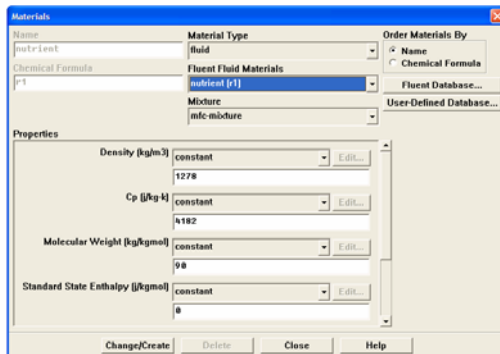 Materials
Name
nutrient
Chemical Formula
r1
Material Type
fluid
Fluent Fluid Materials
nutrient (r1)
Mixture
mfc-mixture
Order Materials By
Name
Chemical Formula
Fluent Database...
User-Defined Database...
Properties
Density (kg/m3) constant Edit...
1278
Cp (j/kg-k) constant Edit...
4182
Molecular Weight (kg/kgmol) constant Edit...
90
Standard State Enthalpy (j/kgmol) constant Edit...
0
Change/Create Delete Close Help